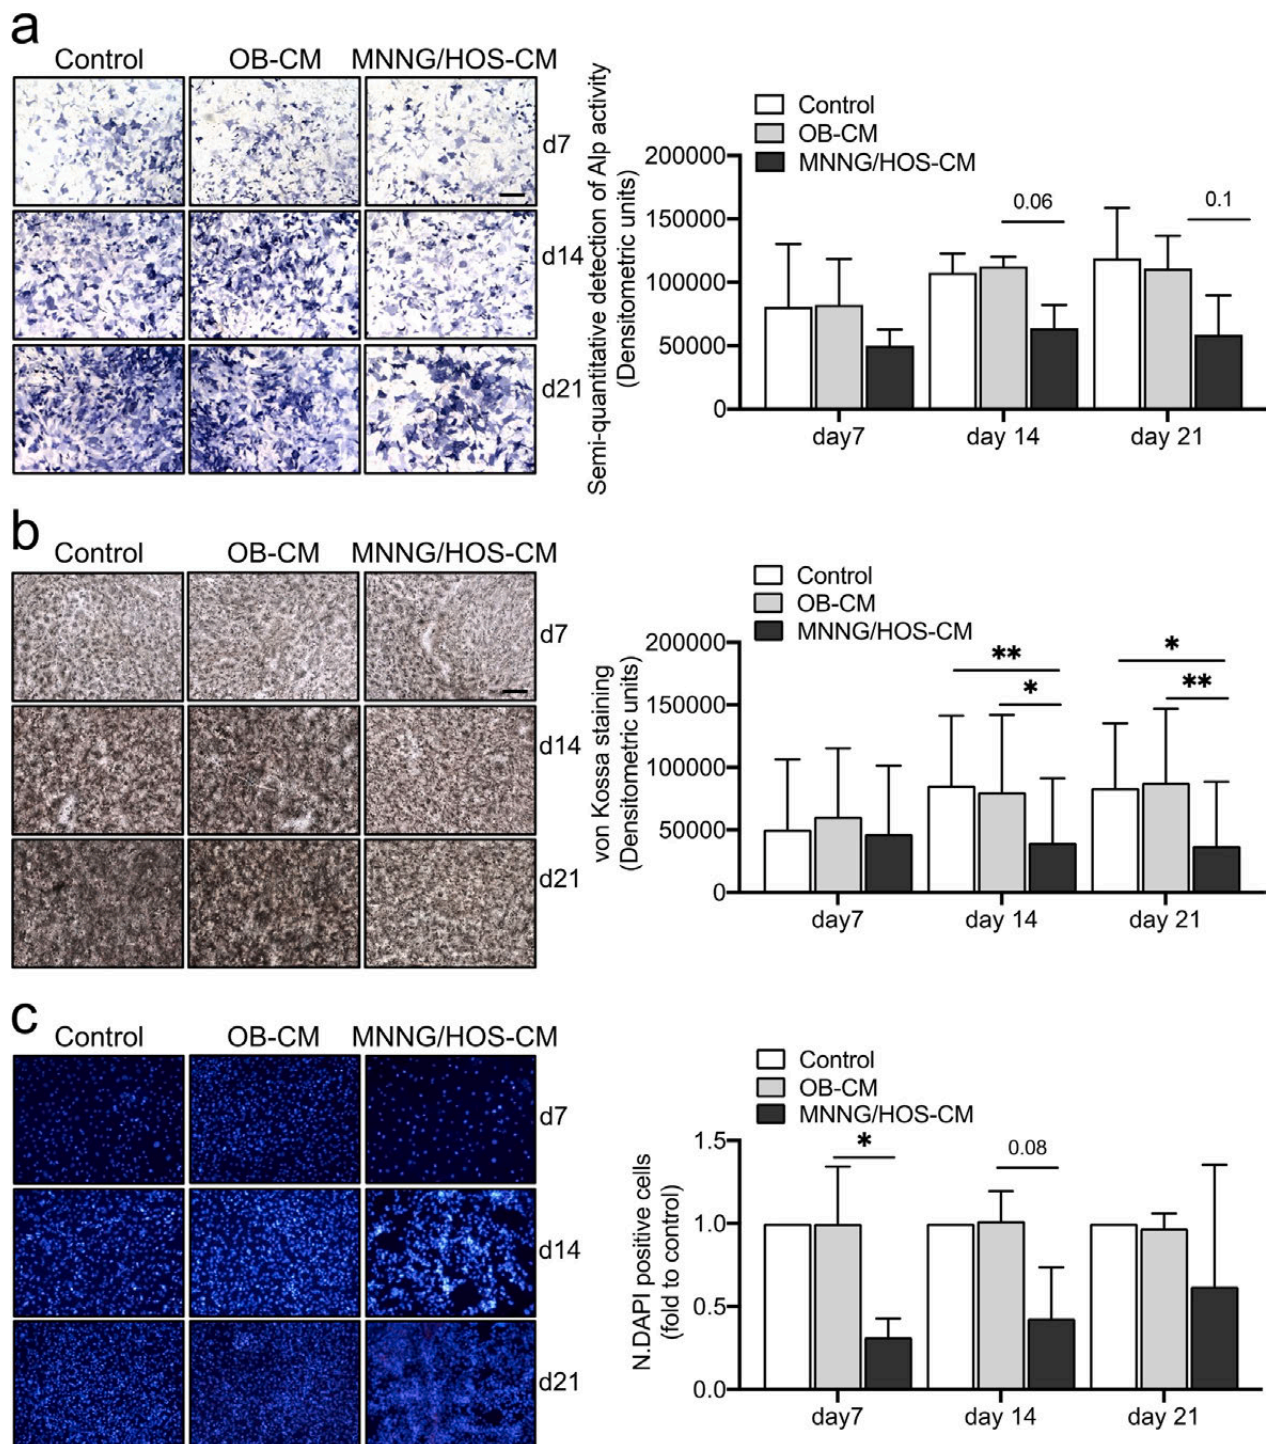 a
Control OB-CM MNNG/HOS-CM
d7
d14
d21
Semi-quantitative detection of Alp activity
(Densitometric units)
Control
OB-CM
MNNG/HOS-CM
200000
150000
100000
50000
0
0.06
0.1
day7 day 14 day 21
b
Control OB-CM MNNG/HOS-CM
d7
d14
d21
von Kossa staining
(Densitometric units)
Control
OB-CM
MNNG/HOS-CM
200000
150000
100000
50000
0
** *
* **
day7 day 14 day 21
c
Control OB-CM MNNG/HOS-CM
d7
d14
d21
N.DAPI positive cells
(fold to control)
Control
OB-CM
MNNG/HOS-CM
1.5
1.0
0.5
0.0
* 0.08
day7 day 14 day 21